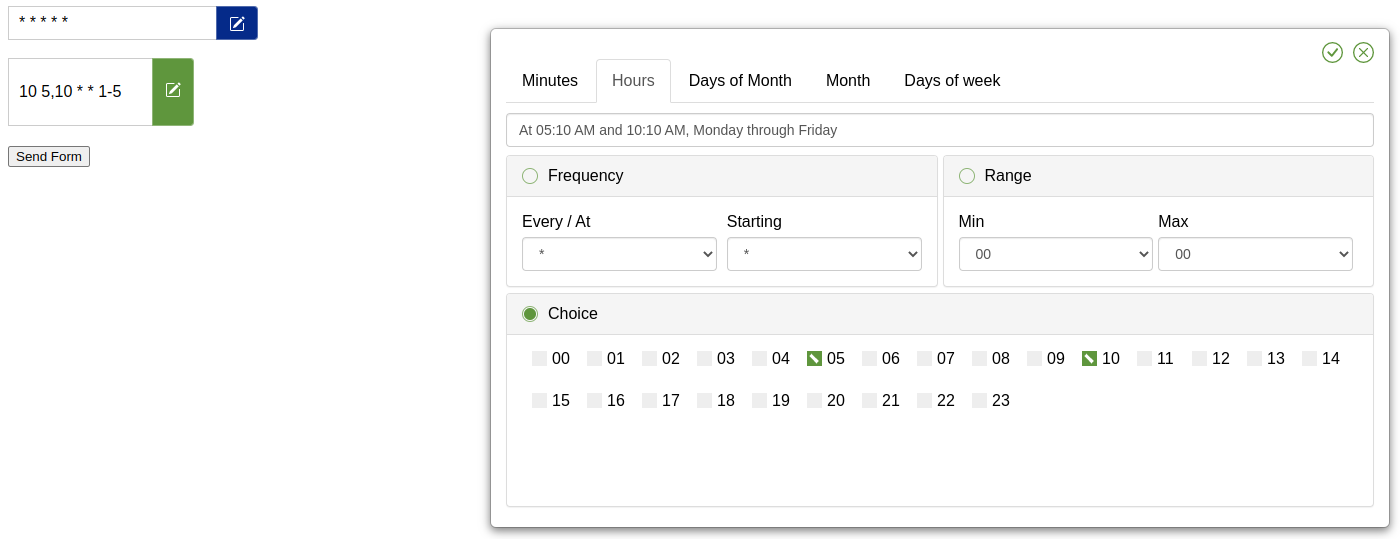 * * * * *
10 5,10 * * 1-5
Send Form
Minutes Hours Days of Month Month Days of week
At 05:10 AM and 10:10 AM, Monday through Friday
Frequency
Every / At Starting
* *
Range
Min Max
00 00
Choice
00 01 02 03 04 05 06 07 08 09 10 11 12 13 14
15 16 17 18 19 20 21 22 23